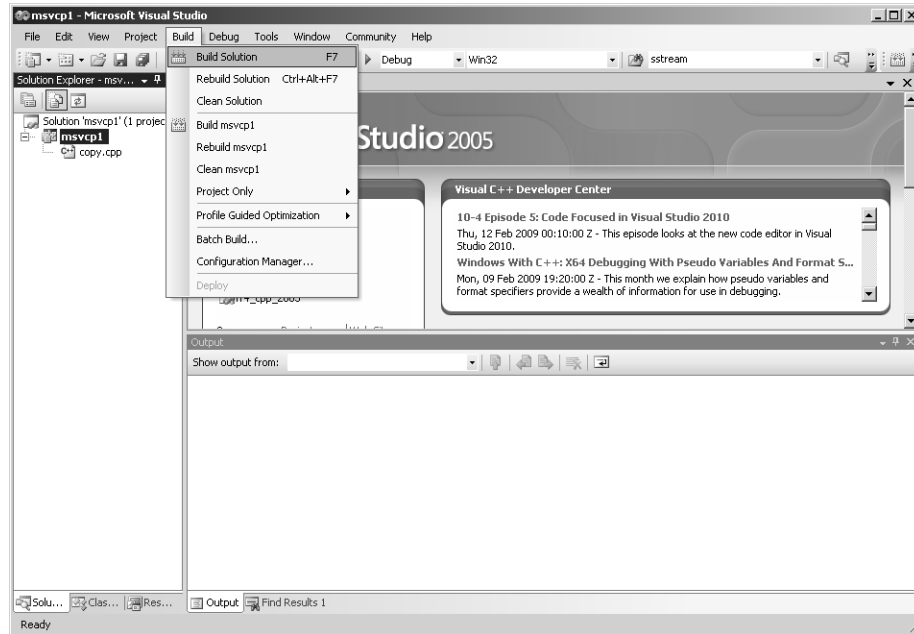 msvcp1 - Microsoft Visual Studio
File Edit View Project Build Debug Tools Window Community Help
Debug Win32 sstream
Solution Explorer - msv...
Solution 'msvcp1' (1 projec
msvcp1
copy.cpp
Build Solution F7
Rebuild Solution Ctrl+Alt+F7
Clean Solution
Build msvcp1
Rebuild msvcp1
Clean msvcp1
Project Only
Profile Guided Optimization
Batch Build...
Configuration Manager...
Deploy
Studio 2005
Visual C++ Developer Center
10-4 Episode 5: Code Focused in Visual Studio 2010
Thu, 12 Feb 2009 00:10:00 Z - This episode looks at the new code editor in Visual
Studio 2010.
Windows With C++: X64 Debugging With Pseudo Variables And Format S...
Mon, 09 Feb 2009 19:20:00 Z - This month we explain how pseudo variables and
format specifiers provide a wealth of information for use in debugging.
Output
Show output from:
Solu... Clas... Res...
Output Find Results 1
Ready